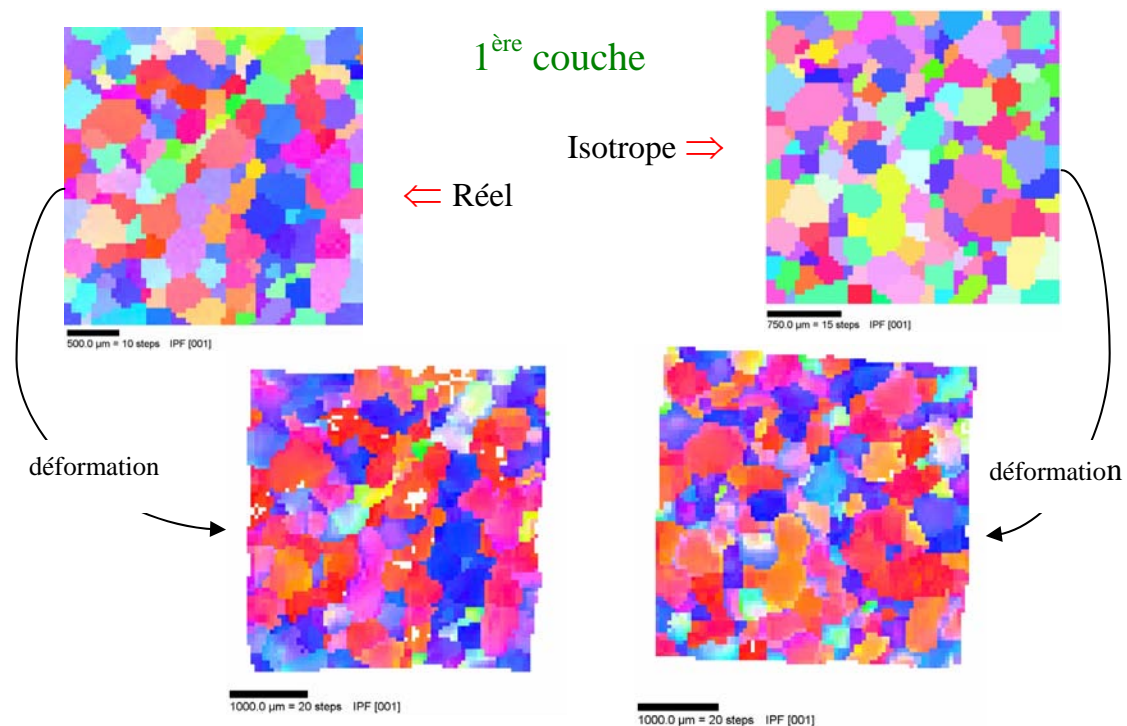 1ère couche
Isotrope ⇒
⇐ Réel
500.0 µm = 10 steps IPF [001]
750.0 µm = 15 steps IPF [001]
déformation
déformation
1000.0 µm = 20 steps IPF [001]
1000.0 µm = 20 steps IPF [001]